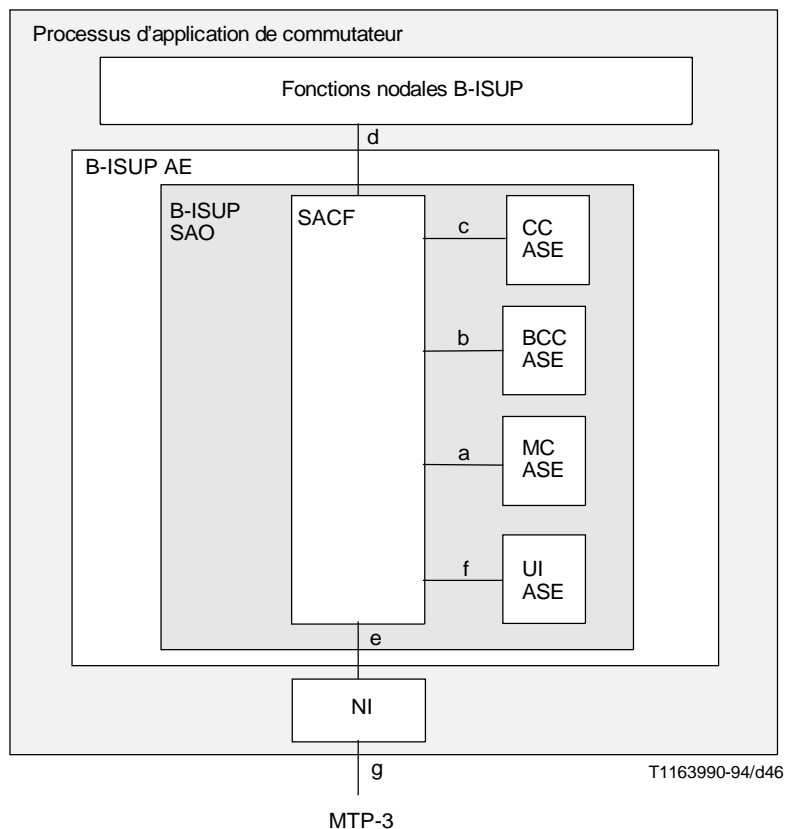 Processus d'application de commutateur
Fonctions nodales B-ISUP
d
B-ISUP AE
B-ISUP
SAO
SACF
c
CC
ASE
b
BCC
ASE
a
MC
ASE
f
UI
ASE
e
NI
g
T1163990-94/d46
MTP-3